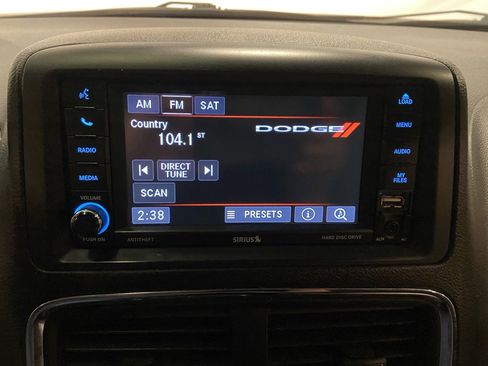 AM FM SAT
Country
104.1 ST
DODGE
DIRECT
TUNE
SCAN
2:38
PRESETS
RADIO
MEDIA
VOLUME
PUSH ON
LOAD
MENU
AUDIO
MY
FILES
ANTITHEFT
SIRIUS
HARD DISC DRIVE
AUX